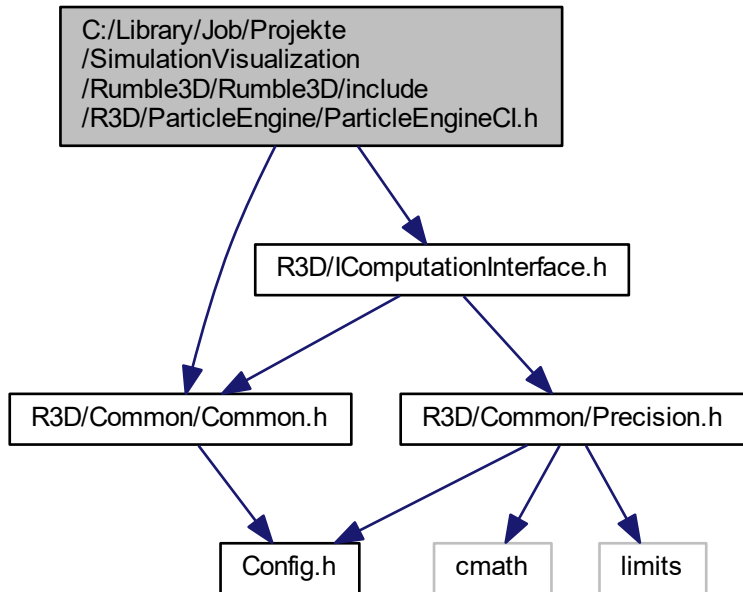 C:/Library/Job/Projekte
/SimulationVisualization
/Rumble3D/Rumble3D/include
/R3D/ParticleEngine/ParticleEngineCI.h
R3D/IComputationInterface.h
R3D/Common/Common.h
R3D/Common/Precision.h
Config.h
cmath
limits